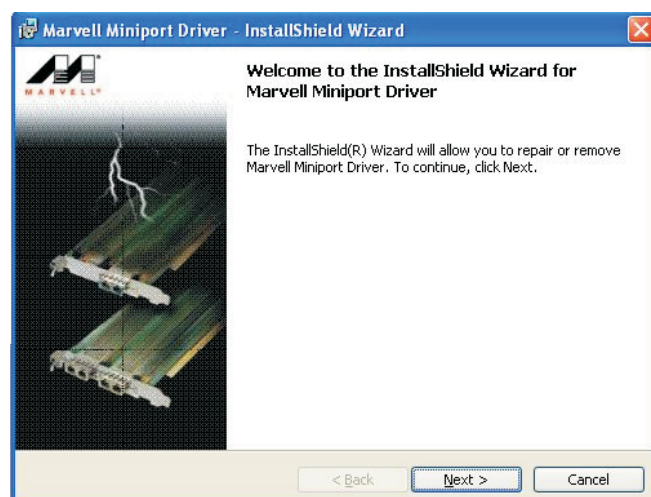 Marvell Miniport Driver - InstallShield Wizard
MARVELL®
Welcome to the InstallShield Wizard for
Marvell Miniport Driver
The InstallShield(R) Wizard will allow you to repair or remove
Marvell Miniport Driver. To continue, click Next.
< Back
Next >
Cancel